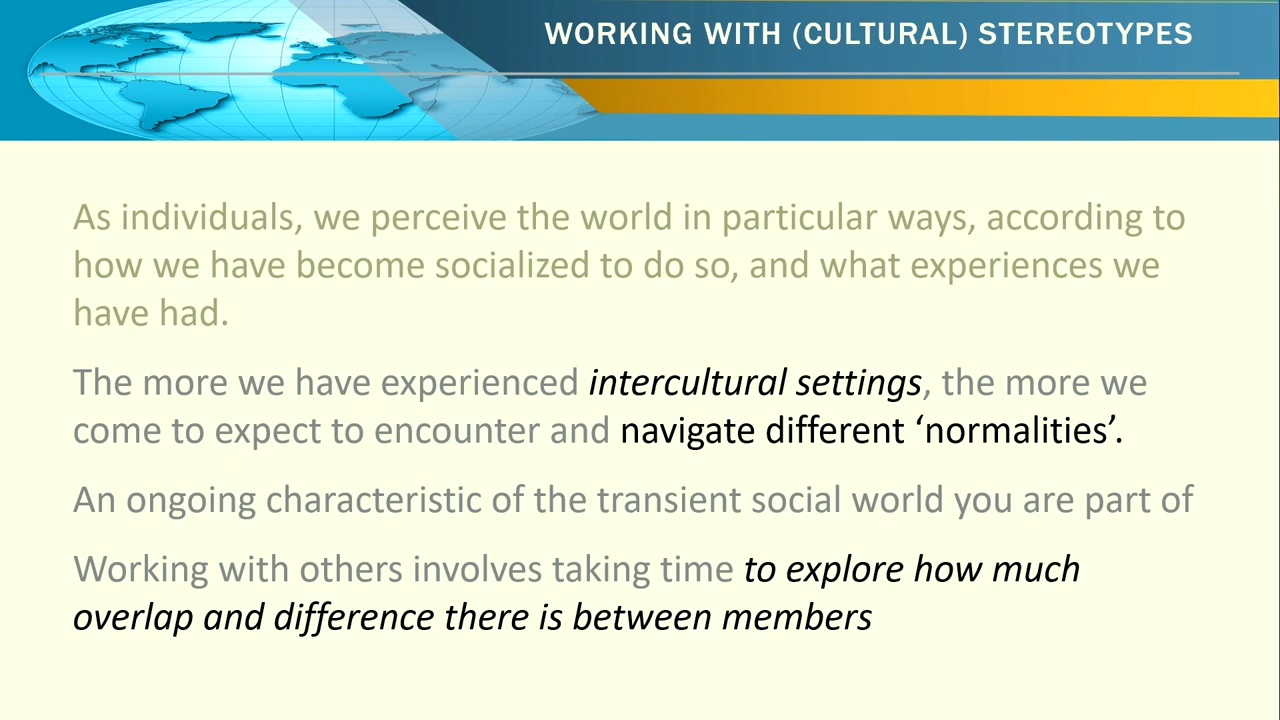 WORKING WITH (CULTURAL) STEREOTYPES
As individuals, we perceive the world in particular ways, according to
how we have become socialized to do so, and what experiences we
have had.
The more we have experienced intercultural settings, the more we
come to expect to encounter and navigate different ‘normalities’.
An ongoing characteristic of the transient social world you are part of
Working with others involves taking time to explore how much
overlap and difference there is between members